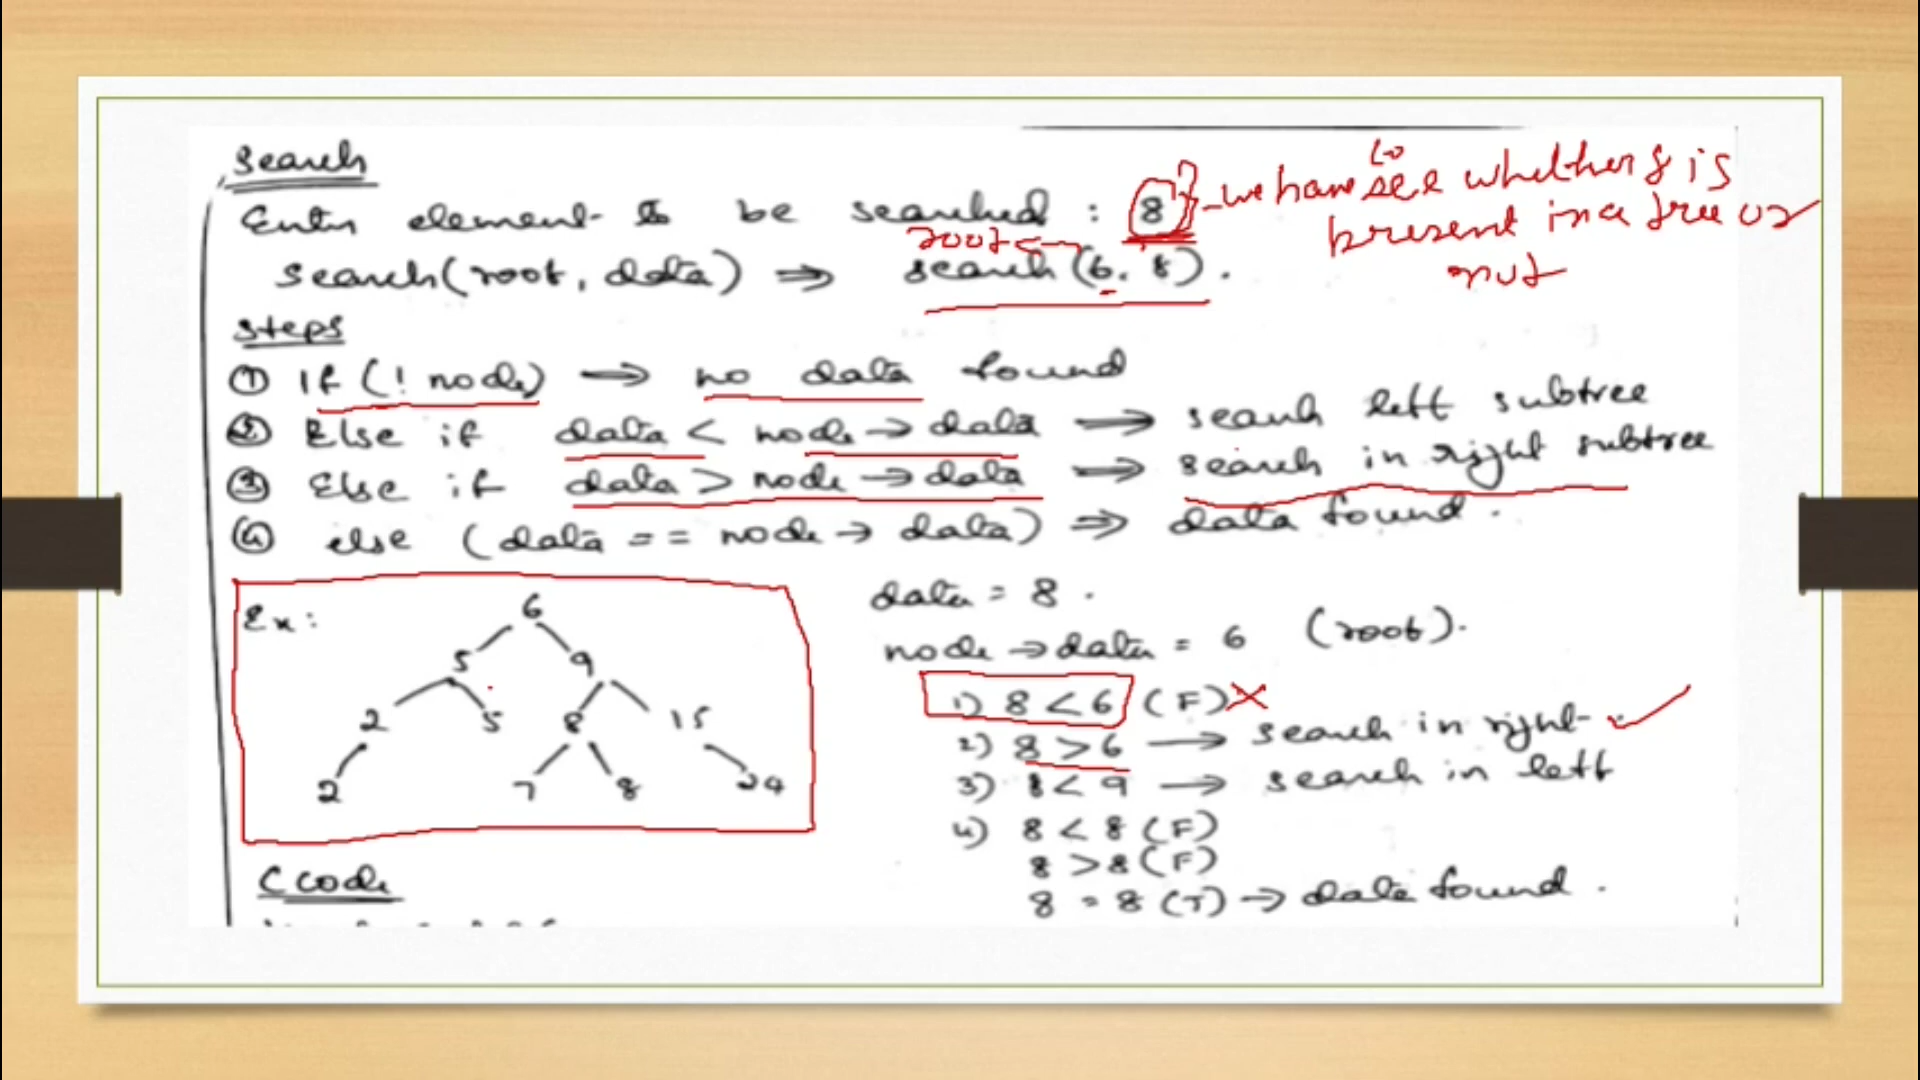 Search
Enter element to be searched : 8 } - we have to see whether 8 is
present in a tree or
not
root <-
search(root, data) ⇒ search(6, 8).
Steps
① If (! node) → no data found
② Else if data < node → data ⇒ search left subtree
③ Else if data > node → data ⇒ search in right subtree
④ else (data == node → data) ⇒ data found.
Ex:
6
5 9
2 5 8 15
2 7 8 24
data = 8.
node → data = 6 (root).
1) 8 < 6 (F) ✗
2) 8 > 6 → search in right ✓
3) 8 < 9 → search in left
4) 8 < 8 (F)
8 > 8 (F)
8 = 8 (T) → data found.
C code